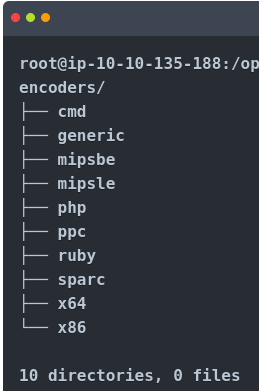 root@ip-10-10-135-188:/op
encoders/
├── cmd
├── generic
├── mipsbe
├── mipsle
├── php
├── ppc
├── ruby
├── sparc
├── x64
└── x86
10 directories, 0 files